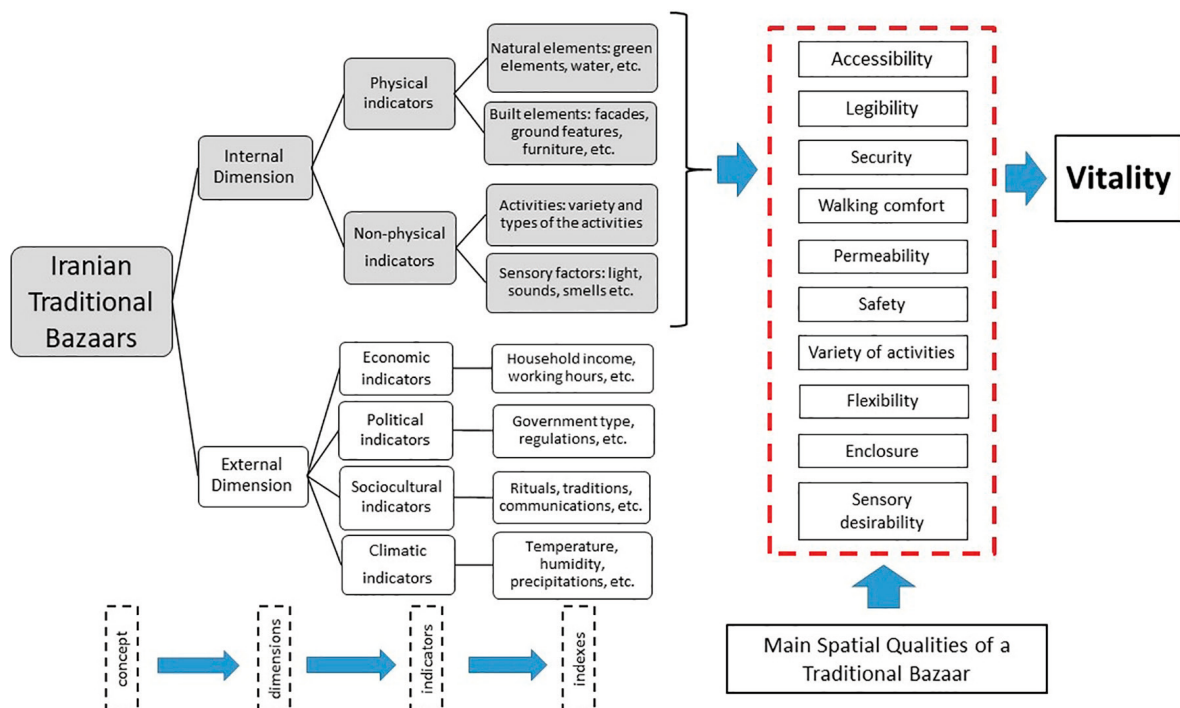 Iranian
Traditional
Bazaars
Internal
Dimension
External
Dimension
Physical
indicators
Non-physical
indicators
Economic
indicators
Political
indicators
Sociocultural
indicators
Climatic
indicators
Natural elements: green
elements, water, etc.
Built elements: facades,
ground features,
furniture, etc.
Activities: variety and
types of the activities
Sensory factors: light,
sounds, smells etc.
Household income,
working hours, etc.
Government type,
regulations, etc.
Rituals, traditions,
communications, etc.
Temperature,
humidity,
precipitations, etc.
concept
dimensions
indicators
indexes
Accessibility
Legibility
Security
Walking comfort
Permeability
Safety
Variety of activities
Flexibility
Enclosure
Sensory
desirability
Main Spatial Qualities of a
Traditional Bazaar
Vitality